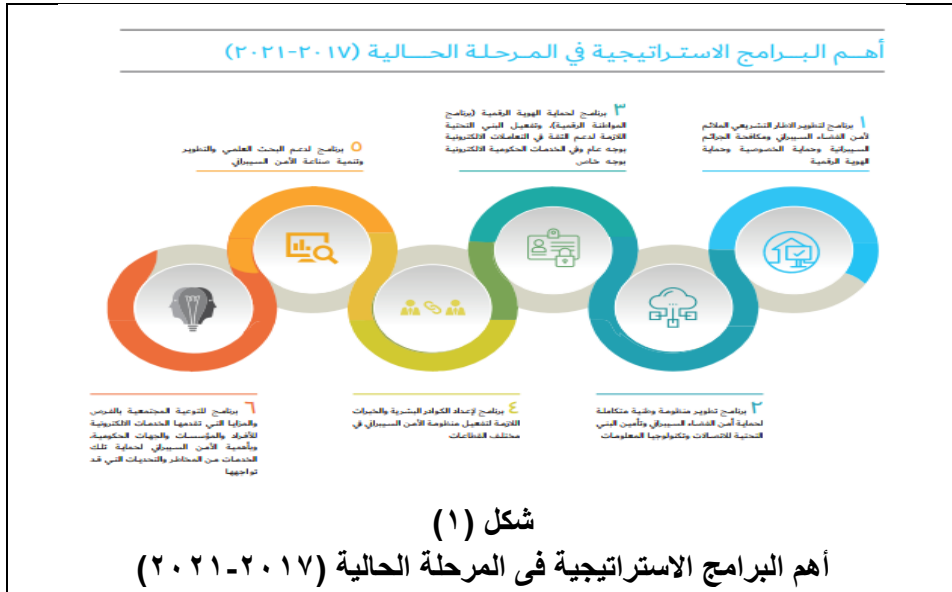 أهم البرامج الاستراتيجية في المرحلة الحالية (٢٠١٧-٢٠٢١)
١ برنامج لتطوير الاطار التشريعي الملائم
لأمن الفضاء السيبراني ومكافحة الجرائم
السيبرانية وحماية الخصوصية وحماية
الهوية الرقمية
٣ برنامج لحماية الهوية الرقمية (برنامج
المواطنة الرقمية)، وتفعيل البنى التحتية
اللازمة لدعم الثقة في التعاملات الالكترونية
بوجه عام وفي الخدمات الحكومية الالكترونية
بوجه خاص
٥ برنامج لدعم البحث العلمي والتطوير
وتنمية صناعة الأمن السيبراني
٢ برنامج تطوير منظومة وطنية متكاملة
لحماية أمن الفضاء السيبراني وتأمين البنى
التحتية للاتصالات وتكنولوجيا المعلومات
٤ برنامج لإعداد الكوادر البشرية والخبرات
اللازمة لتفعيل منظومة الأمن السيبراني في
مختلف القطاعات
٦ برنامج للتوعية المجتمعية بالفرص
والمزايا التي تقدمها الخدمات الالكترونية
للأفراد والمؤسسات والجهات الحكومية،
وبأهمية الأمن السيبراني لحماية تلك
الخدمات من المخاطر والتحديات التي قد
تواجهها
شكل (١)
أهم البرامج الاستراتيجية فى المرحلة الحالية (٢٠١٧-٢٠٢١)